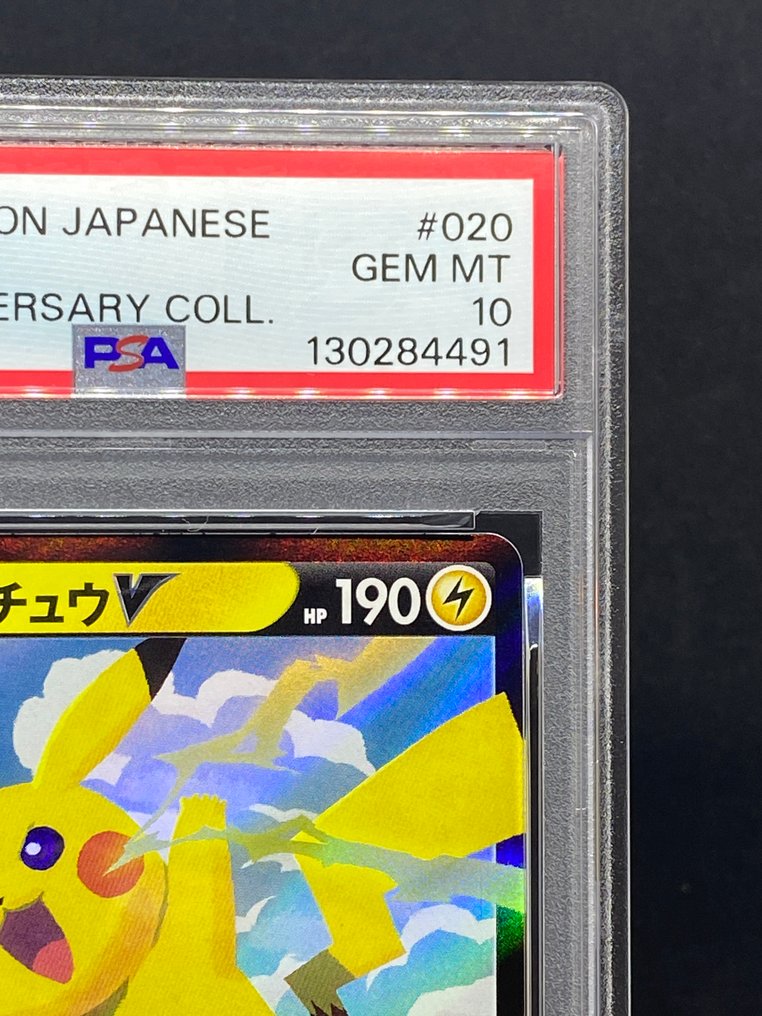 ON JAPANESE #020
GEM MT
ERSARY COLL. 10
PSA 130284491
チュウV HP 190